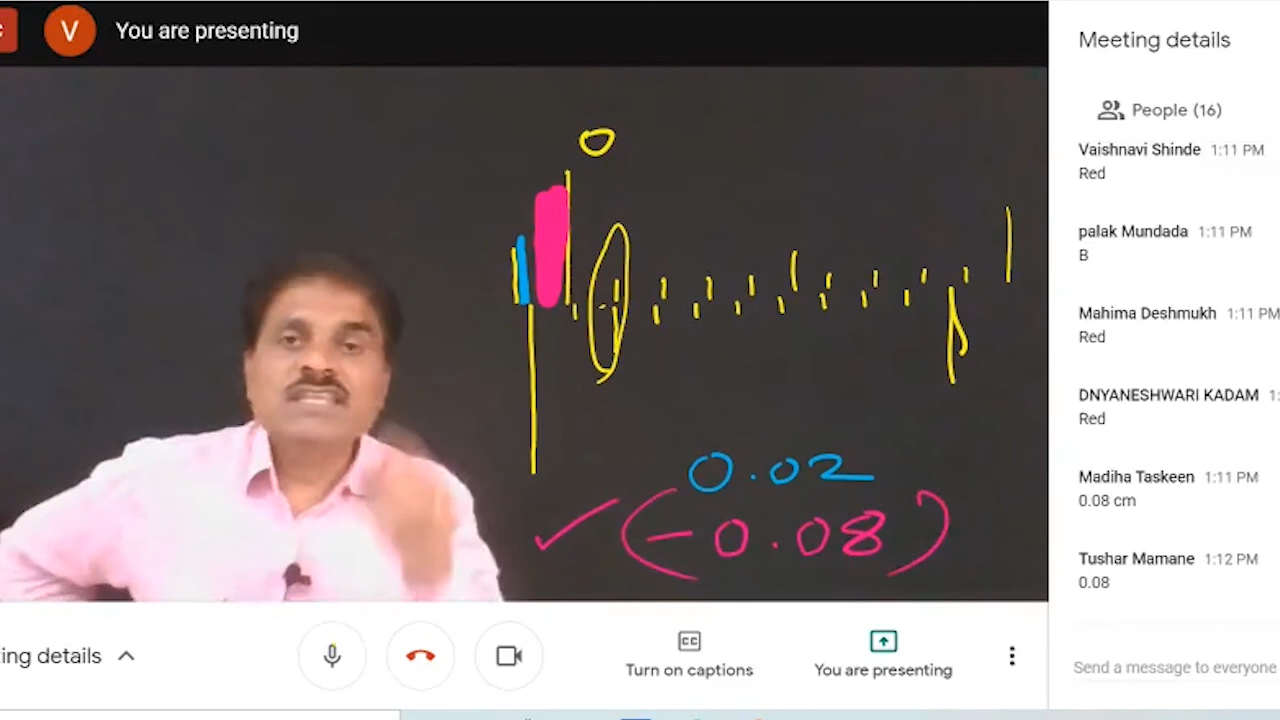 V You are presenting
Meeting details
People (16)
Vaishnavi Shinde 1:11 PM
Red
palak Mundada 1:11 PM
B
Mahima Deshmukh 1:11 PM
Red
DNYANESHWARI KADAM 1:
Red
Madiha Taskeen 1:11 PM
0.08 cm
Tushar Mamane 1:12 PM
0.08
Send a message to everyone
0
0.02
(-0.08)
ing details
CC
Turn on captions
You are presenting